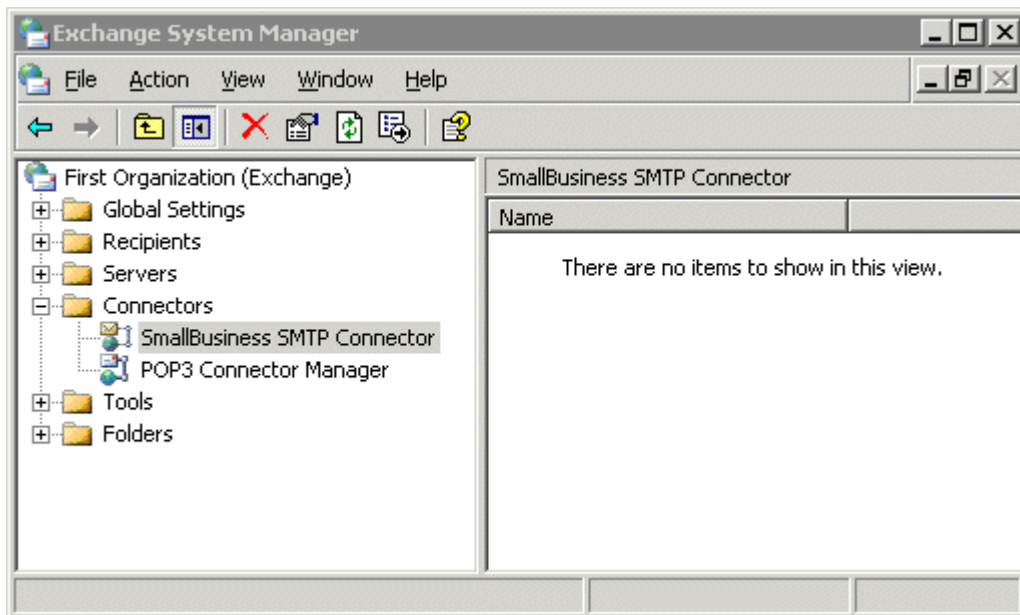 Exchange System Manager
File Action View Window Help
First Organization (Exchange)
Global Settings
Recipients
Servers
Connectors
SmallBusiness SMTP Connector
POP3 Connector Manager
Tools
Folders
SmallBusiness SMTP Connector
Name
There are no items to show in this view.